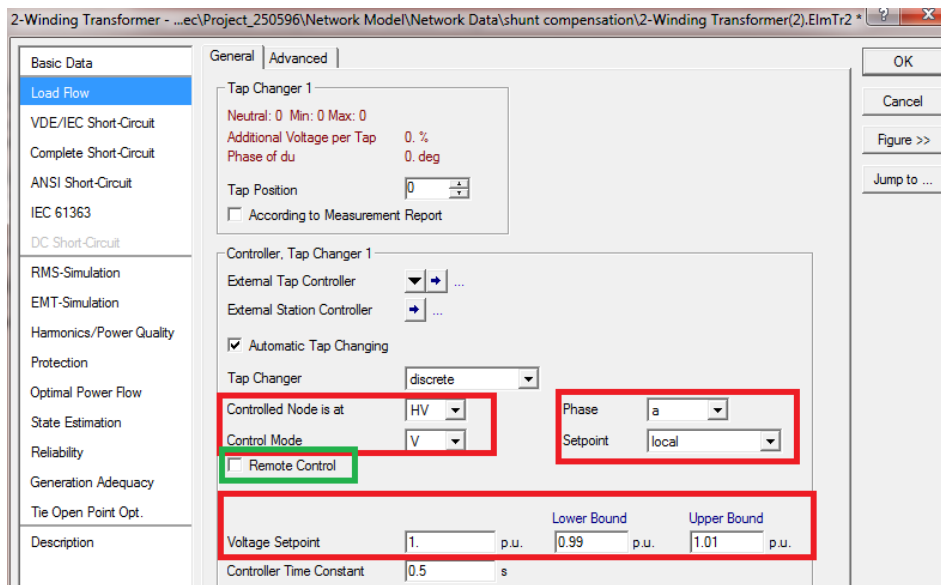 2-Winding Transformer - ...ec\Project_250596\Network Model\Network Data\shunt compensation\2-Winding Transformer(2).ElmTr2 * ? X
General Advanced OK
Basic Data
Load Flow
VDE/IEC Short-Circuit
Complete Short-Circuit
ANSI Short-Circuit
IEC 61363
DC Short-Circuit
RMS-Simulation
EMT-Simulation
Harmonics/Power Quality
Protection
Optimal Power Flow
State Estimation
Reliability
Generation Adequacy
Tie Open Point Opt.
Description
Tap Changer 1
Neutral: 0 Min: 0 Max: 0
Additional Voltage per Tap 0. %
Phase of du 0. deg
Tap Position 0
According to Measurement Report
Controller, Tap Changer 1
External Tap Controller ...
External Station Controller ...
Automatic Tap Changing
Tap Changer discrete
Controlled Node is at HV Phase a
Control Mode V Setpoint local
Remote Control
Lower Bound Upper Bound
Voltage Setpoint 1. p.u. 0.99 p.u. 1.01 p.u.
Controller Time Constant 0.5 s
Cancel
Figure >>
Jump to ...